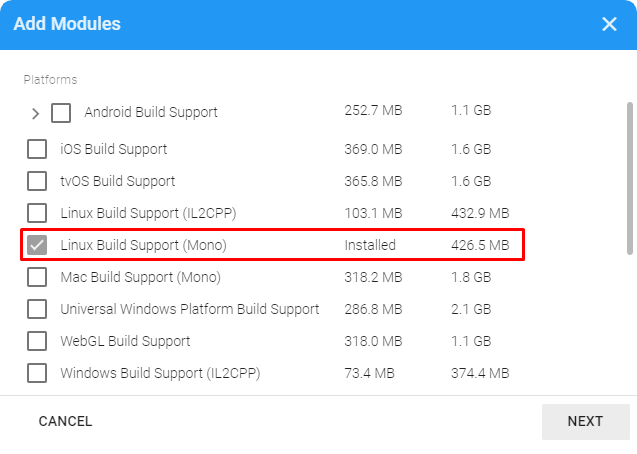 Add Modules
Platforms
Android Build Support 252.7 MB 1.1 GB
iOS Build Support 369.0 MB 1.6 GB
tvOS Build Support 365.8 MB 1.6 GB
Linux Build Support (IL2CPP) 103.1 MB 432.9 MB
Linux Build Support (Mono) Installed 426.5 MB
Mac Build Support (Mono) 318.2 MB 1.8 GB
Universal Windows Platform Build Support 286.8 MB 2.1 GB
WebGL Build Support 318.0 MB 1.1 GB
Windows Build Support (IL2CPP) 73.4 MB 374.4 MB
CANCEL NEXT